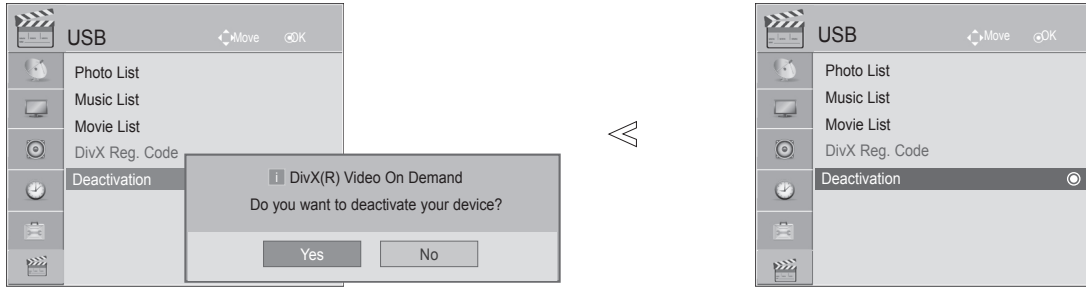 USB Move OK
Photo List
Music List
Movie List
DivX Reg. Code
Deactivation
i DivX(R) Video On Demand
Do you want to deactivate your device?
Yes No
USB Move OK
Photo List
Music List
Movie List
DivX Reg. Code
Deactivation